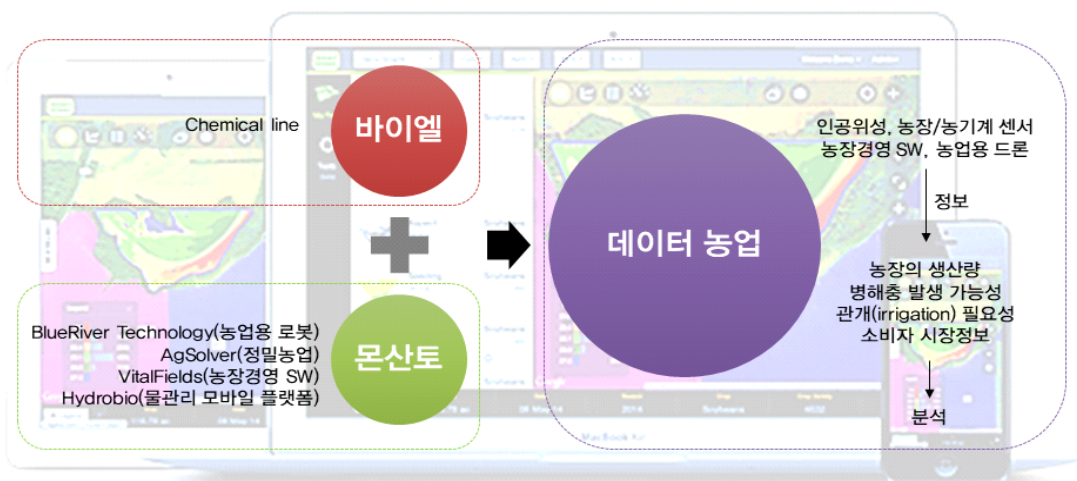 Chemical line
바이엘
BlueRiver Technology(농업용 로봇)
AgSolver(정밀농업)
VitalFields(농장경영 SW)
Hydrobio(물관리 모바일 플랫폼)
몬산토
데이터 농업
인공위성, 농장/농기계 센서
농장경영 SW, 농업용 드론
정보
농장의 생산량
병해충 발생 가능성
관개(irrigation) 필요성
소비자 시장정보
분석
MacBook Air